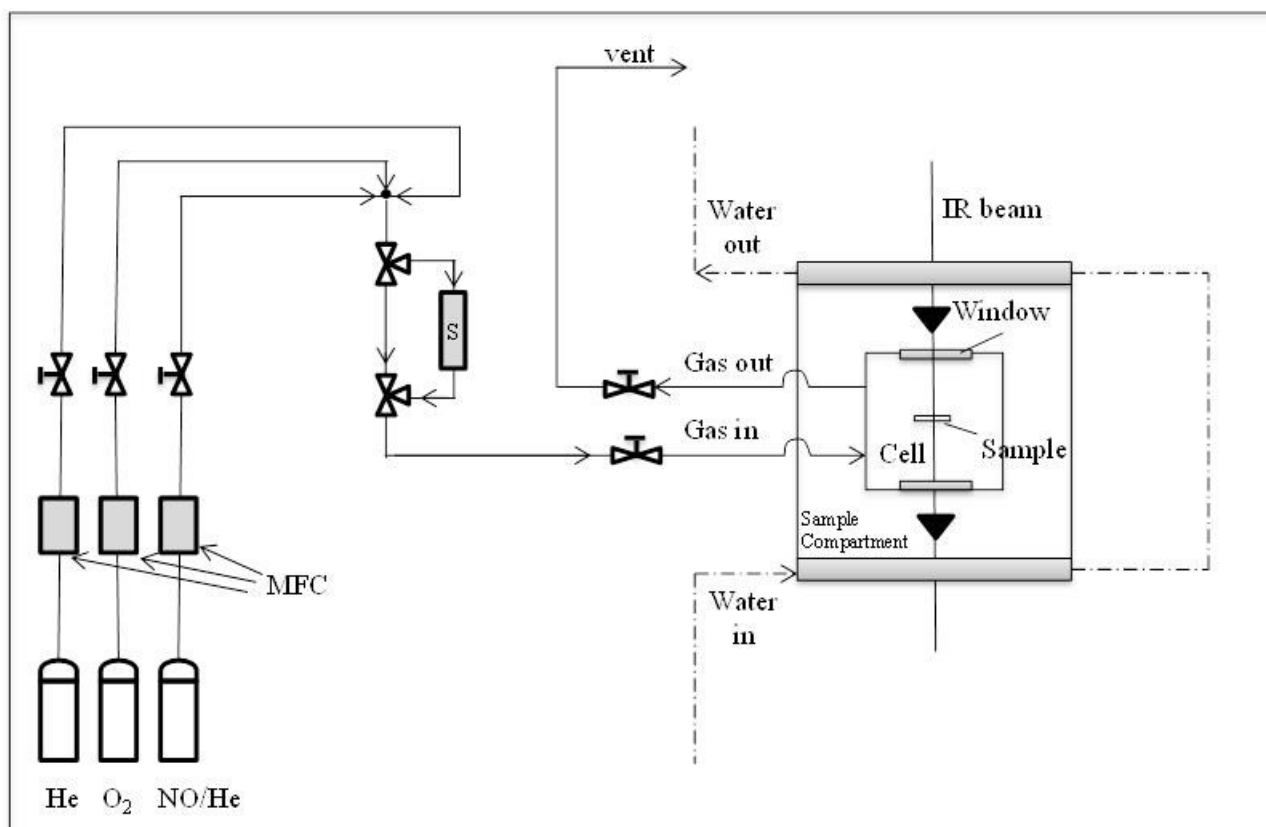 vent
Water
out
IR beam
Window
S
Gas out
Gas in
Cell
Sample
Sample
Compartment
MFC
Water
in
He O₂ NO/He